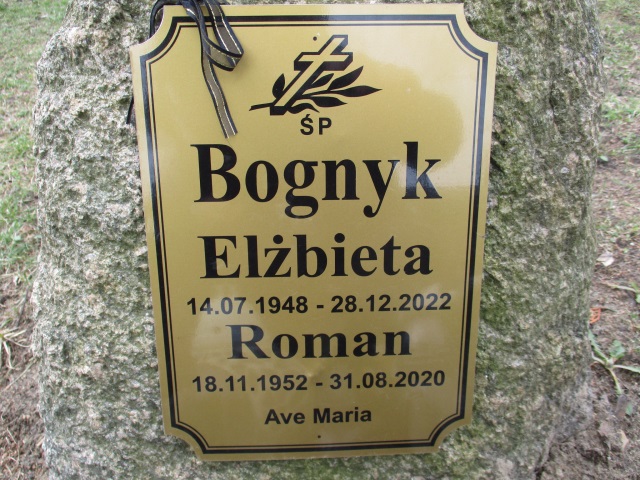 ŚP
Bognyk
Elżbieta
14.07.1948 - 28.12.2022
Roman
18.11.1952 - 31.08.2020
Ave Maria